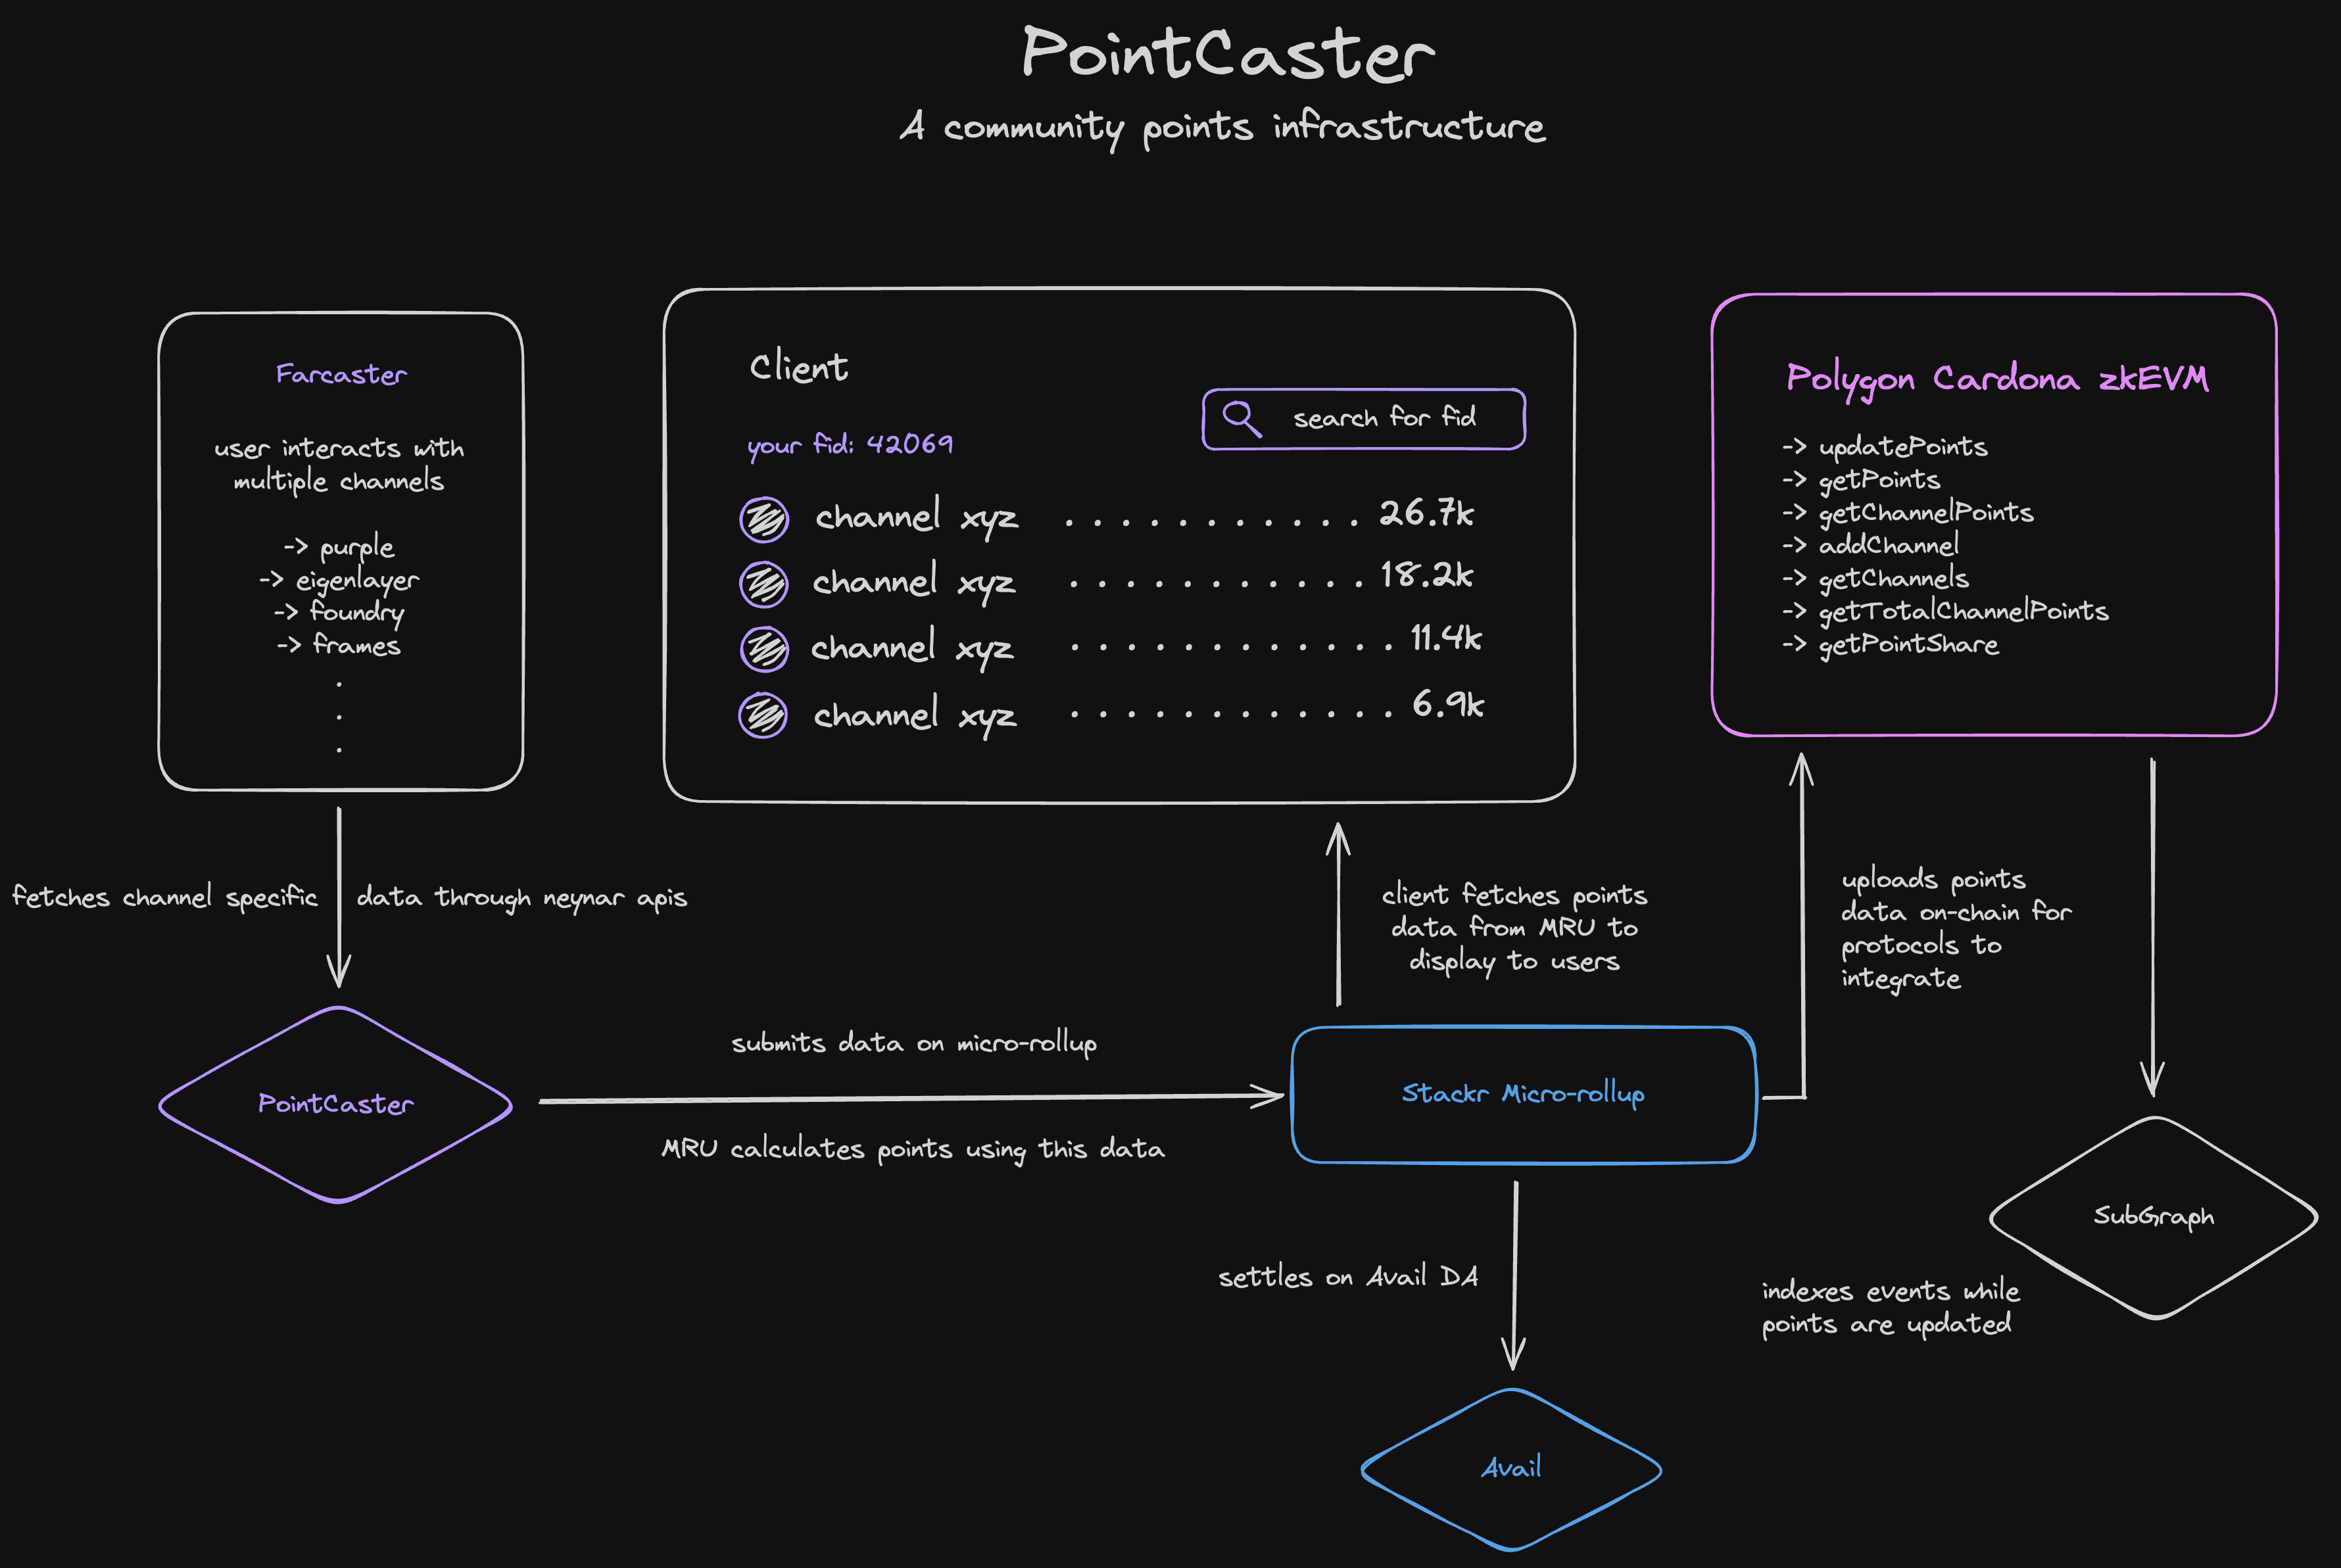 PointCaster
A community points infrastructure
Farcaster
user interacts with
multiple channels
-> purple
-> eigenlayer
-> foundry
-> frames
.
.
.
Client
search for fid
your fid: 42069
channel xyz . . . . . . . . . . . 26.7k
channel xyz . . . . . . . . . . . 18.2k
channel xyz . . . . . . . . . . . . 11.4k
channel xyz . . . . . . . . . . . . 6.9k
Polygon Cardona zkEVM
-> updatePoints
-> getPoints
-> getChannelPoints
-> addChannel
-> getChannels
-> getTotalChannelPoints
-> getPointShare
fetches channel specific data through neynar apis
client fetches points
data from MRU to
display to users
uploads points
data on-chain for
protocols to
integrate
PointCaster
submits data on micro-rollup
MRU calculates points using this data
Stackr Micro-rollup
SubGraph
settles on Avail DA
indexes events while
points are updated
Avail